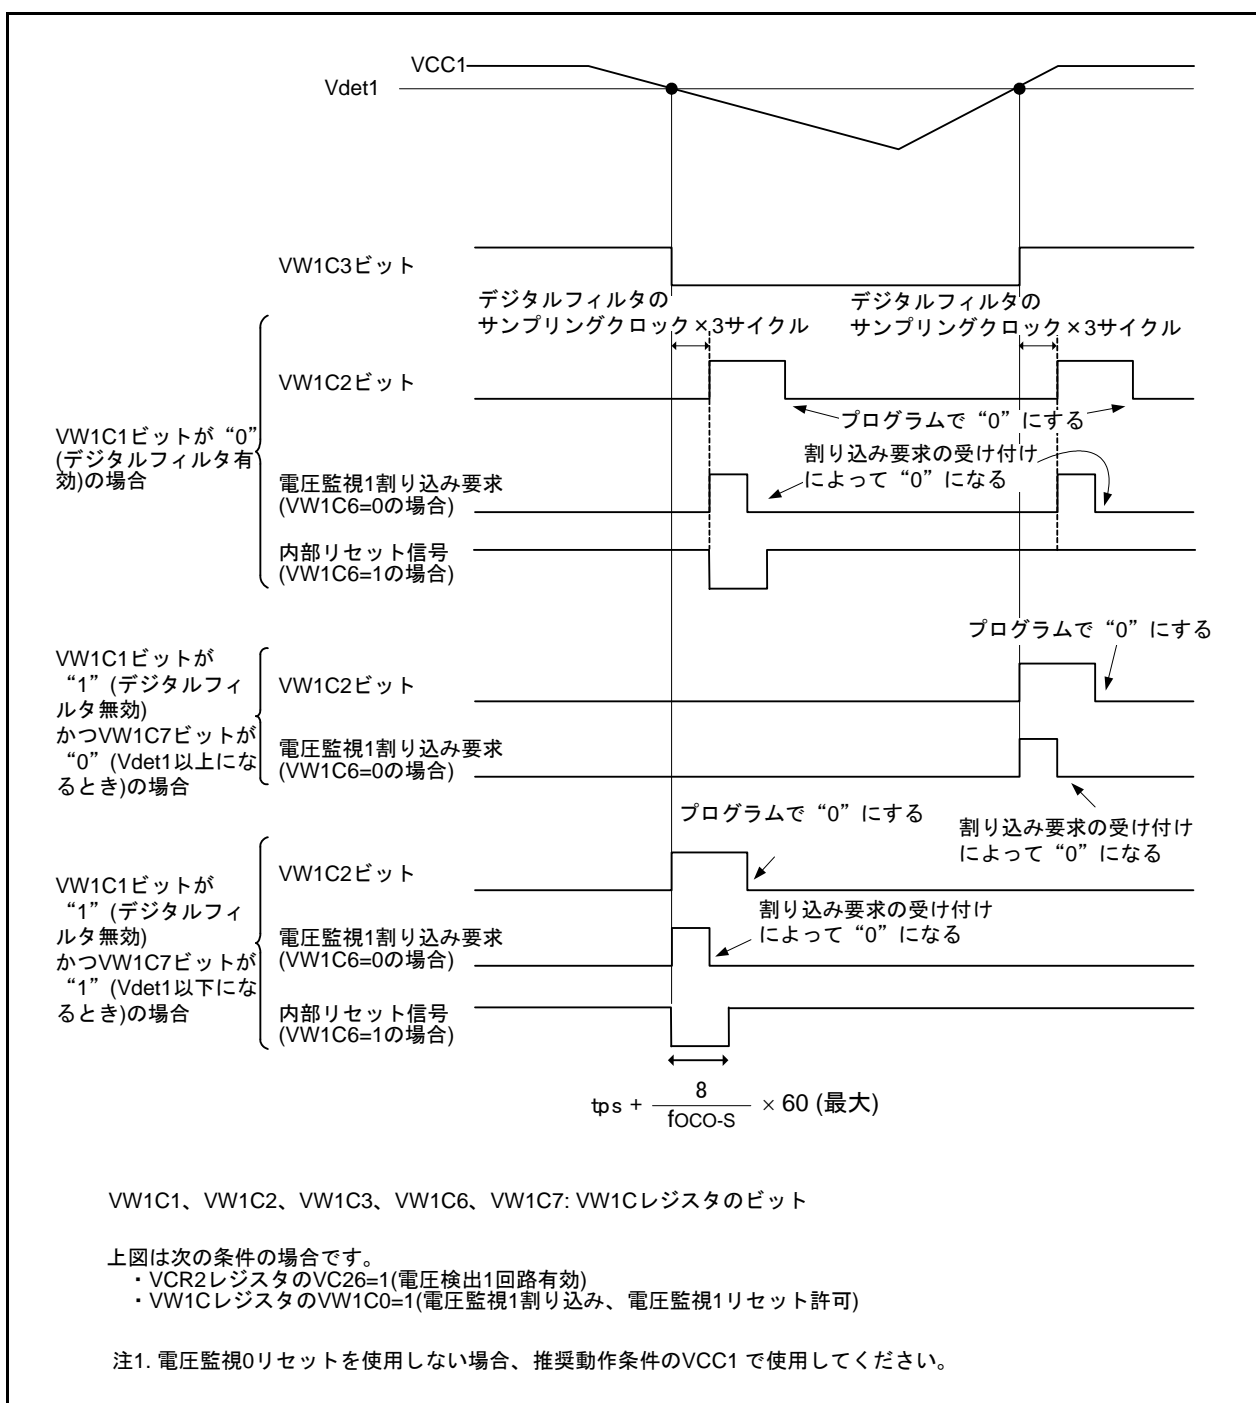 VCC1
Vdet1
VW1C3ビット
デジタルフィルタの
サンプリングクロック×3サイクル
デジタルフィルタの
サンプリングクロック×3サイクル
VW1C1ビットが“0”
(デジタルフィルタ有
効)の場合
VW1C2ビット
プログラムで“0”にする
割り込み要求の受け付け
によって“0”になる
電圧監視1割り込み要求
(VW1C6=0の場合)
内部リセット信号
(VW1C6=1の場合)
プログラムで“0”にする
VW1C1ビットが
“1”(デジタルフィ
ルタ無効)
かつVW1C7ビットが
“0”(Vdet1以上にな
るとき)の場合
VW1C2ビット
電圧監視1割り込み要求
(VW1C6=0の場合)
割り込み要求の受け付け
によって“0”になる
プログラムで“0”にする
VW1C1ビットが
“1”(デジタルフィ
ルタ無効)
かつVW1C7ビットが
“1”(Vdet1以下にな
るとき)の場合
VW1C2ビット
割り込み要求の受け付け
によって“0”になる
電圧監視1割り込み要求
(VW1C6=0の場合)
内部リセット信号
(VW1C6=1の場合)
tps + 8/fOCO-S × 60 (最大)
VW1C1、VW1C2、VW1C3、VW1C6、VW1C7: VW1Cレジスタのビット
上図は次の条件の場合です。
・VCR2レジスタのVC26=1(電圧検出1回路有効)
・VW1CレジスタのVW1C0=1(電圧監視1割り込み、電圧監視1リセット許可)
注1. 電圧監視0リセットを使用しない場合、推奨動作条件のVCC1 で使用してください。